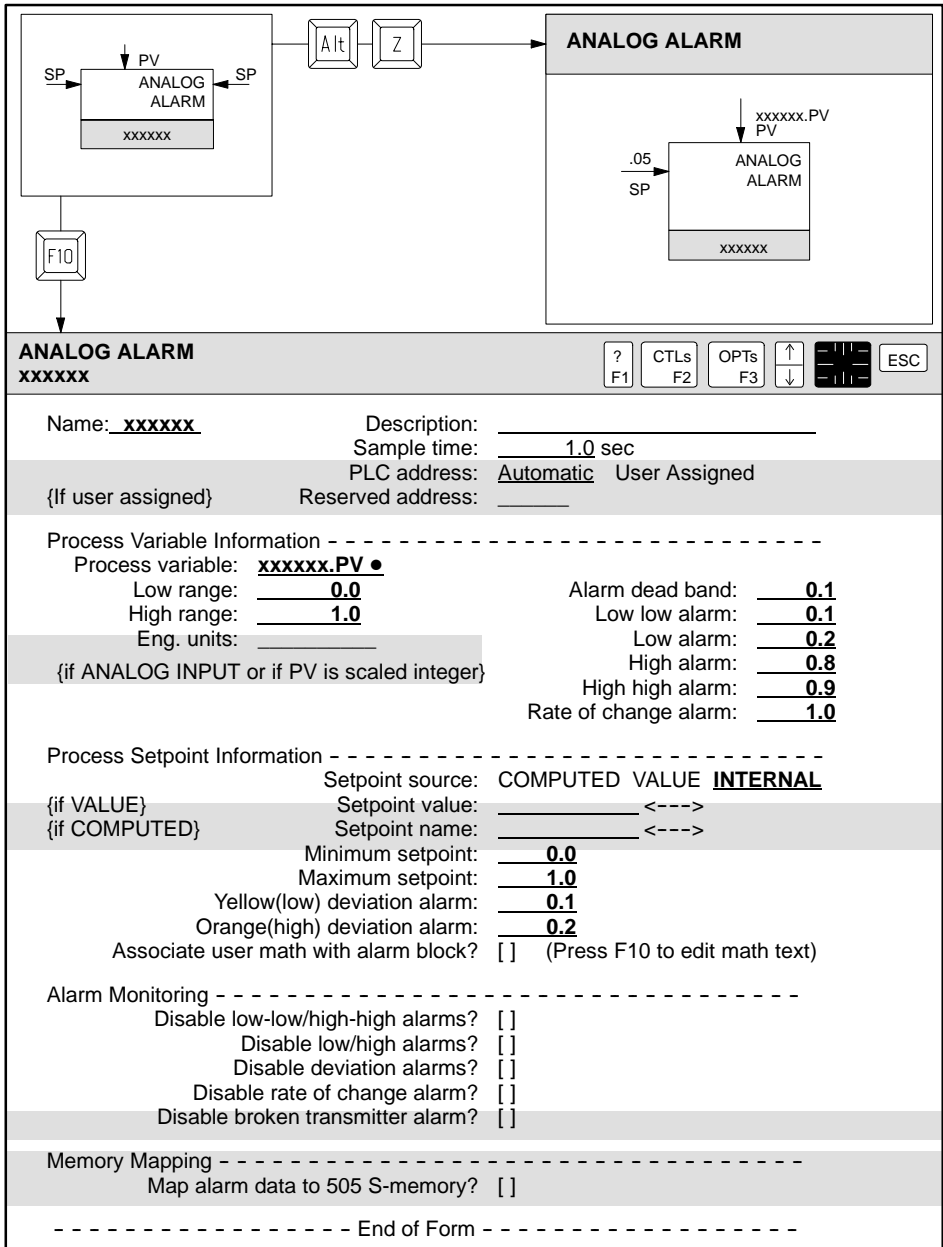 PV
SP
SP
ANALOG
ALARM
xxxxxx
Alt
Z
ANALOG ALARM
xxxxxx.PV
PV
.05
SP
ANALOG
ALARM
xxxxxx
F10
ANALOG ALARM
xxxxxx
? F1
CTLs F2
OPTs F3
↑ ↓
ESC
Name: xxxxxx Description: ____________
Sample time: 1.0 sec
PLC address: Automatic User Assigned
{If user assigned} Reserved address: ______
Process Variable Information - - - - - - - - - - - - - - - - - - - - - - - - - - - -
Process variable: xxxxxx.PV ●
Low range: 0.0 Alarm dead band: 0.1
High range: 1.0 Low low alarm: 0.1
Eng. units: __________ Low alarm: 0.2
{if ANALOG INPUT or if PV is scaled integer} High alarm: 0.8
High high alarm: 0.9
Rate of change alarm: 1.0
Process Setpoint Information - - - - - - - - - - - - - - - - - - - - - - - - - - - -
Setpoint source: COMPUTED VALUE INTERNAL
{if VALUE} Setpoint value: ____________ <--->
{if COMPUTED} Setpoint name: ____________ <--->
Minimum setpoint: 0.0
Maximum setpoint: 1.0
Yellow(low) deviation alarm: 0.1
Orange(high) deviation alarm: 0.2
Associate user math with alarm block? [ ] (Press F10 to edit math text)
Alarm Monitoring - - - - - - - - - - - - - - - - - - - - - - - - - - - - - - - - -
Disable low-low/high-high alarms? [ ]
Disable low/high alarms? [ ]
Disable deviation alarms? [ ]
Disable rate of change alarm? [ ]
Disable broken transmitter alarm? [ ]
Memory Mapping - - - - - - - - - - - - - - - - - - - - - - - - - - - - - - - - -
Map alarm data to 505 S-memory? [ ]
- - - - - - - - - - - - - - - - - End of Form - - - - - - - - - - - - - - - - - -